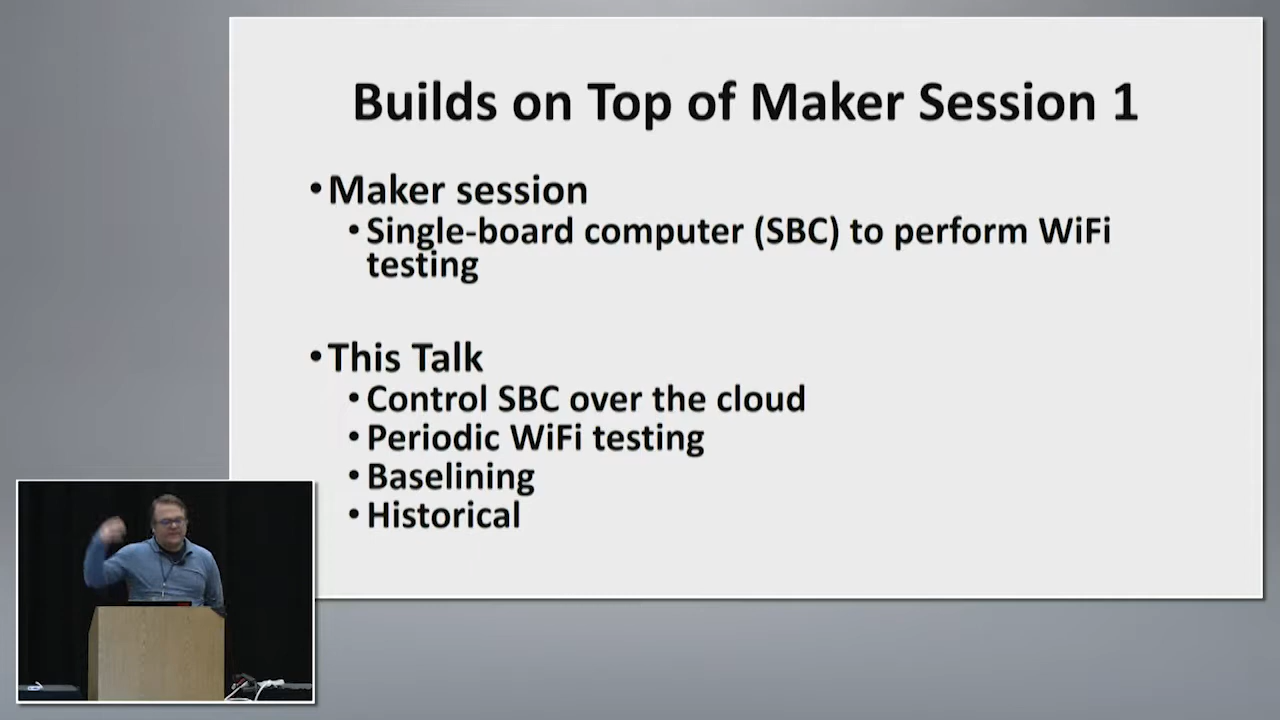 Builds on Top of Maker Session 1
•Maker session
•Single-board computer (SBC) to perform WiFi
testing
•This Talk
•Control SBC over the cloud
•Periodic WiFi testing
•Baselining
•Historical